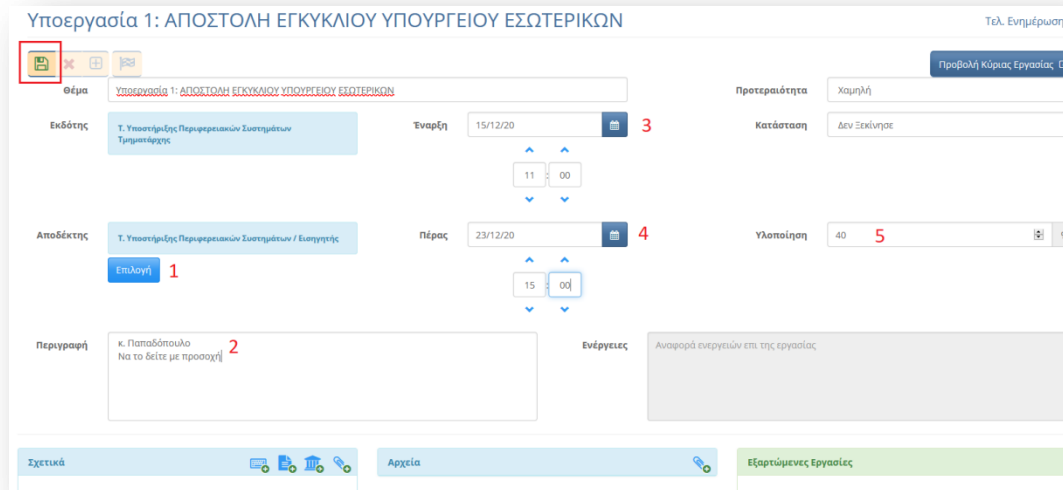 Υποεργασία 1: ΑΠΟΣΤΟΛΗ ΕΓΚΥΚΛΙΟΥ ΥΠΟΥΡΓΕΙΟΥ ΕΣΩΤΕΡΙΚΩΝ
Τελ. Ενημέρωση
Προβολή Κύριας Εργασίας
Θέμα Υποεργασία 1: ΑΠΟΣΤΟΛΗ ΕΓΚΥΚΛΙΟΥ ΥΠΟΥΡΓΕΙΟΥ ΕΣΩΤΕΡΙΚΩΝ Προτεραιότητα Χαμηλή
Εκδότης Τ. Υποστήριξης Περιφερειακών Συστημάτων Έναρξη 15/12/20 3 Κατάσταση Δεν Ξεκίνησε
Τμηματάρχης
11 : 00
Αποδέκτης Τ. Υποστήριξης Περιφερειακών Συστημάτων / Εισηγητής Πέρας 23/12/20 4 Υλοποίηση 40 5
Επιλογή 1
15 : 00
Περιγραφή κ. Παπαδόπουλο 2 Ενέργειες Αναφορά ενεργειών επι της εργασίας
Να το δείτε με προσοχή
Σχετικά Αρχεία Εξαρτώμενες Εργασίες